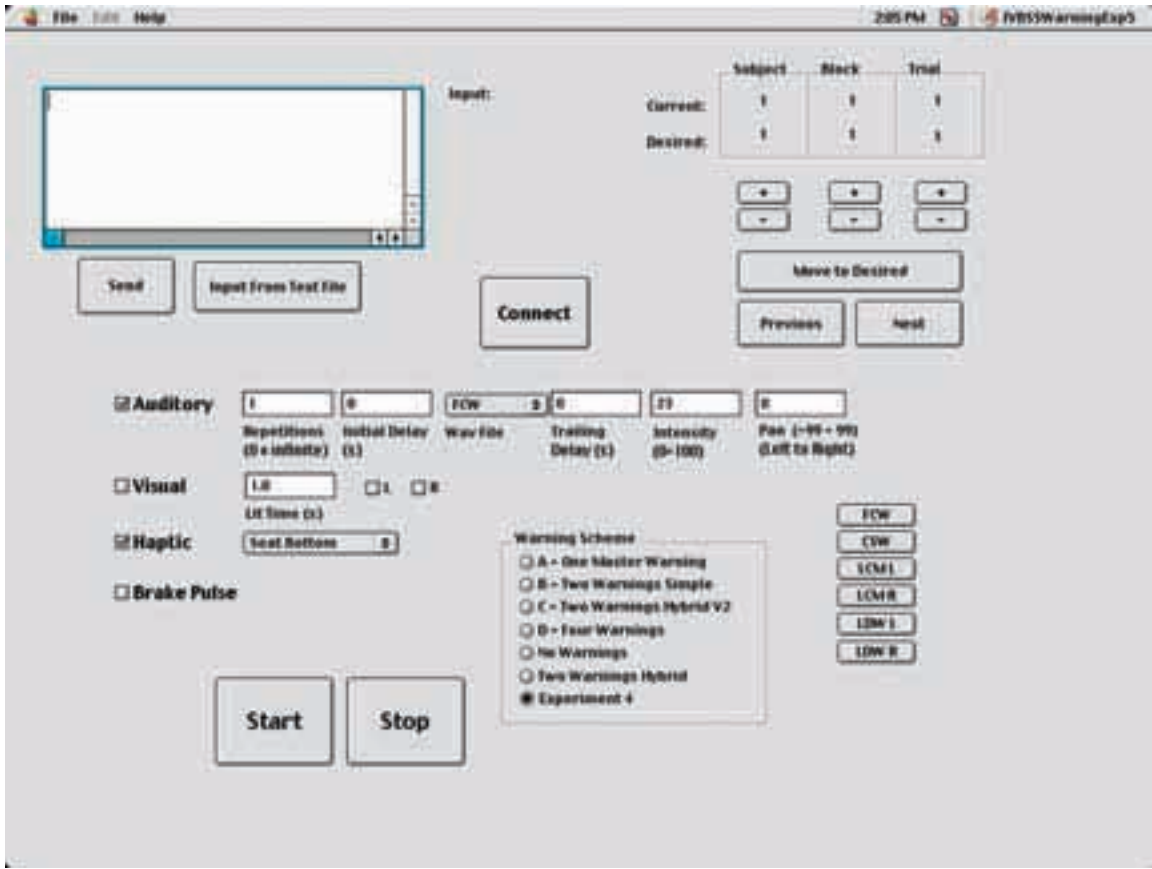 File Edit Help 2:05 PM IVBSSWarningExp5
Subject Block Trial
Input:
Current: 1 1 1
Desired: 1 1 1
+ + +
- - -
Send Input From Text File
Move to Desired
Connect
Previous Next
Auditory 1 0 FCW 0 23 0
Repetitions (0 = infinite) Initial Delay (s) Wav File Trailing Delay (s) Intensity (0-100) Pan (-99 - 99) (Left to Right)
Visual 1.0 L R
Lit Time (s)
Haptic Seat Bottom
Brake Pulse
Warning Scheme
A - One Master Warning
B - Two Warnings Simple
C - Two Warnings Hybrid V2
D - Four Warnings
No Warnings
Two Warnings Hybrid
Experiment 4
FCW
CSW
LCM L
LCM R
LDW L
LDW R
Start Stop